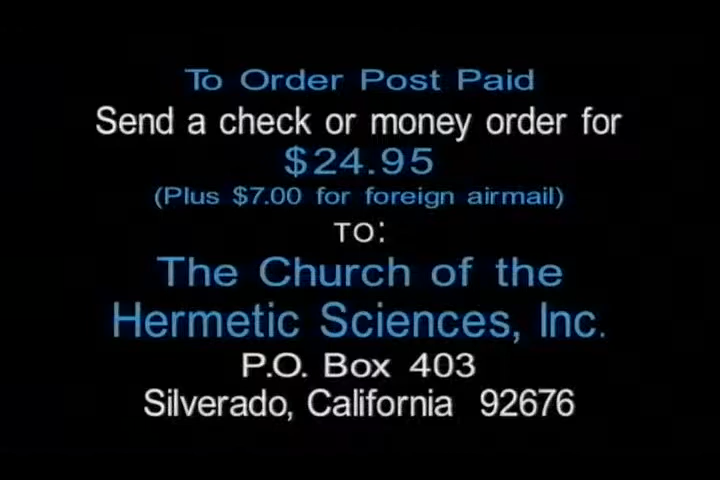 To Order Post Paid
Send a check or money order for
$24.95
(Plus $7.00 for foreign airmail)
TO:
The Church of the
Hermetic Sciences, Inc.
P.O. Box 403
Silverado, California 92676